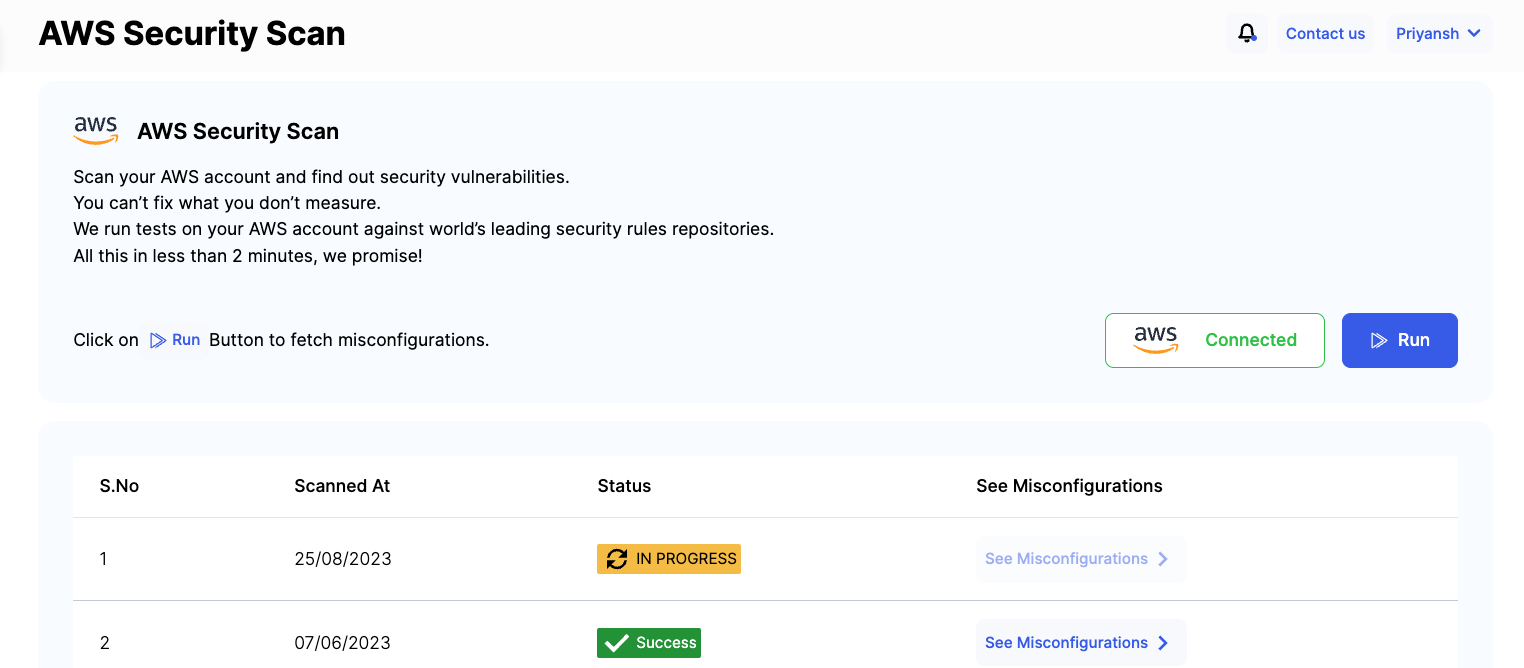 AWS Security Scan
Contact us
Priyansh
aws
AWS Security Scan
Scan your AWS account and find out security vulnerabilities.
You can’t fix what you don’t measure.
We run tests on your AWS account against world’s leading security rules repositories.
All this in less than 2 minutes, we promise!
Click on Run Button to fetch misconfigurations.
aws Connected
Run
S.No Scanned At Status See Misconfigurations
1 25/08/2023 IN PROGRESS See Misconfigurations
2 07/06/2023 Success See Misconfigurations